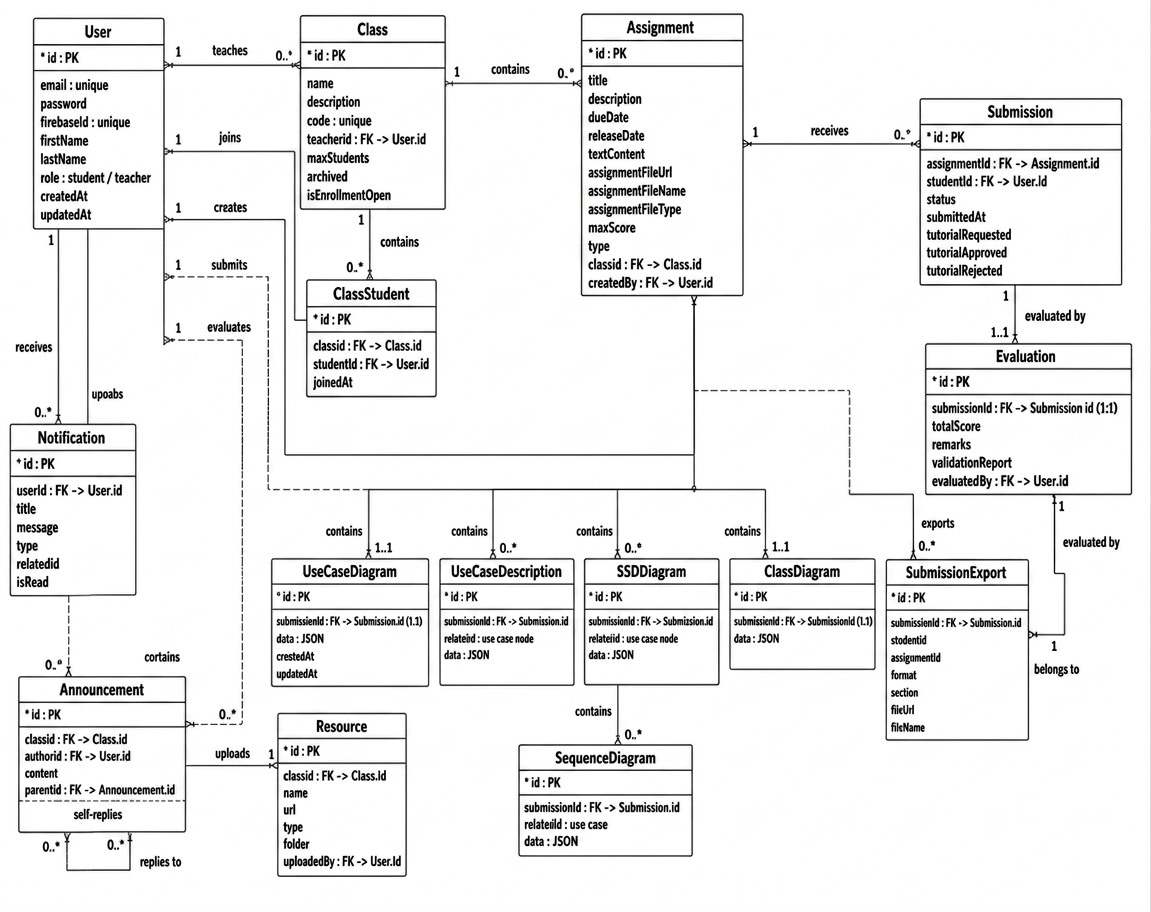 User
* id : PK
email : unique
password
firebaseId : unique
firstName
lastName
role : student / teacher
createdAt
updatedAt
1
teaches
0..*
1
joins
1
creates
1
submits
1
evaluates
Class
* id : PK
name
description
code : unique
teacherid : FK -> User.id
maxStudents
archived
isEnrollmentOpen
1
contains
0..*
1
contains
0..*
ClassStudent
* id : PK
classid : FK -> Class.id
studentId : FK -> User.id
joinedAt
Assignment
* id : PK
title
description
dueDate
releaseDate
textContent
assignmentFileUrl
assignmentFileName
assignmentFileType
maxScore
type
classid : FK -> Class.id
createdBy : FK -> User.id
1
receives
0..*
Submission
* id : PK
assignmentId : FK -> Assignment.id
studentId : FK -> User.Id
status
submittedAt
tutorialRequested
tutorialApproved
tutorialRejected
1
evaluated by
1..1
Evaluation
* id : PK
submissionId : FK -> Submission id (1:1)
totalScore
remarks
validationReport
evaluatedBy : FK -> User.id
1
evaluated by
1
belongs to
1
receives
upoabs
0..*
Notification
* id : PK
userId : FK -> User.id
title
message
type
relatedid
isRead
0..*
cortains
Announcement
* id : PK
classid : FK -> Class.id
authorid : FK -> User.id
content
parentid : FK -> Announcement.id
self-replies
0..*
0..*
replies to
0..*
uploads
1
Resource
* id : PK
classid : FK -> Class.Id
name
url
type
folder
uploadedBy : FK -> User.Id
contains
1..1
UseCaseDiagram
* id : PK
submissienId : FK -> Submission.id (1.1)
data : JSON
crestedAt
updatedAt
contains
0..*
UseCaseDescription
* id : PK
submissienId : FK -> Submission.id
relateid : use case node
data : JSON
contains
0..*
SSDDiagram
* id : PK
submissienId : FK -> Submizsion.id
relateiid : use case node
data : JSON
contains
0..*
SequenceDiagram
* id : PK
submissionId : FK -> Submission.id
relateiiId : use case
data : JSON
contains
1..1
ClassDiagram
* id : PK
submissienId : FK -> SubmissionId (1.1)
data : JSON
exports
0..*
SubmissionExport
* id : PK
submissienId : FK -> Submission.id
stodentid
assigumentId
format
section
fileUrl
fileName